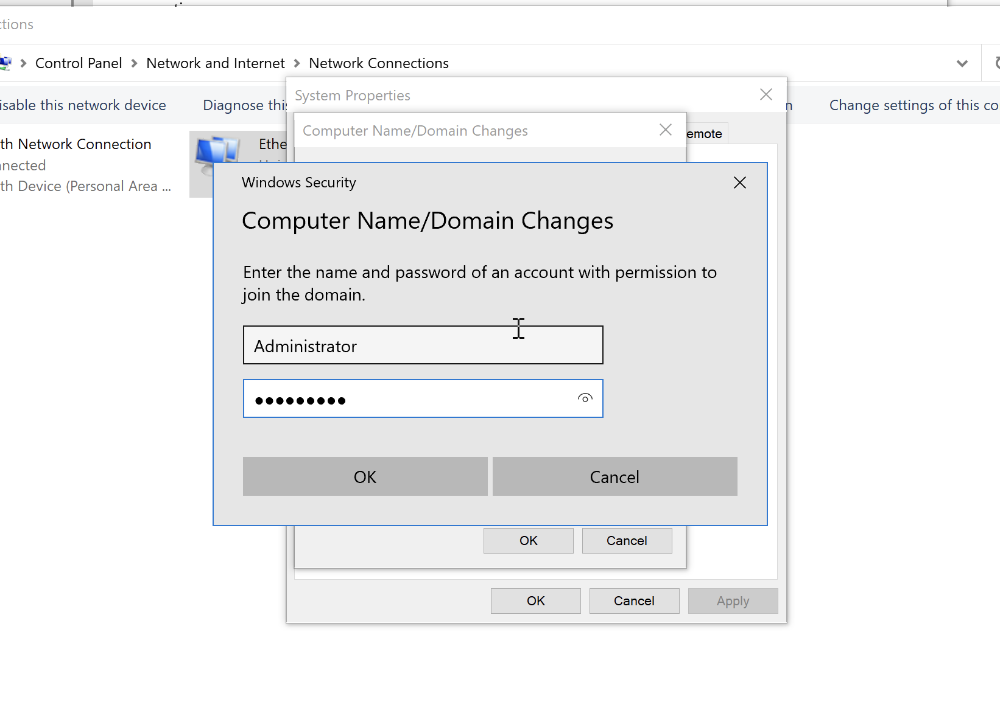 ctions
Control Panel > Network and Internet > Network Connections
isable this network device
Diagnose this
n
Change settings of this co
System Properties
Computer Name/Domain Changes
emote
th Network Connection
nnected
th Device (Personal Area ...
Ethe
Windows Security
Computer Name/Domain Changes
Enter the name and password of an account with permission to
join the domain.
Administrator
●●●●●●●●●
OK
Cancel
OK
Cancel
OK
Cancel
Apply